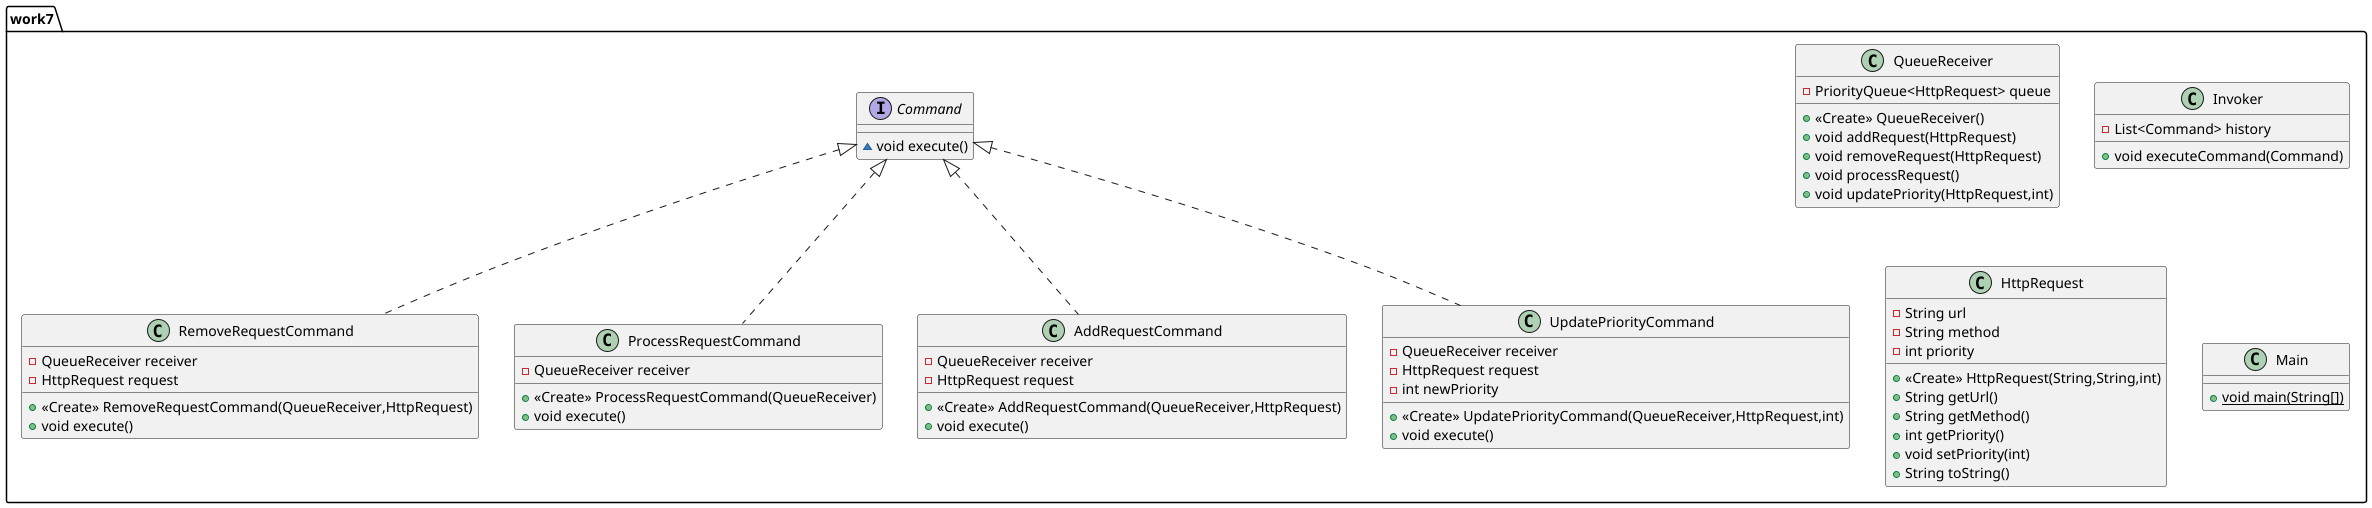 work7
QueueReceiver
PriorityQueue<HttpRequest> queue
«Create» QueueReceiver()
void addRequest(HttpRequest)
void removeRequest(HttpRequest)
void processRequest()
void updatePriority(HttpRequest,int)
Invoker
List<Command> history
void executeCommand(Command)
I Command
void execute()
C RemoveRequestCommand
QueueReceiver receiver
HttpRequest request
«Create» RemoveRequestCommand(QueueReceiver,HttpRequest)
void execute()
C ProcessRequestCommand
QueueReceiver receiver
«Create» ProcessRequestCommand(QueueReceiver)
void execute()
C AddRequestCommand
QueueReceiver receiver
HttpRequest request
«Create» AddRequestCommand(QueueReceiver,HttpRequest)
void execute()
C UpdatePriorityCommand
QueueReceiver receiver
HttpRequest request
int newPriority
«Create» UpdatePriorityCommand(QueueReceiver,HttpRequest,int)
void execute()
C HttpRequest
String url
String method
int priority
«Create» HttpRequest(String,String,int)
String getUrl()
String getMethod()
int getPriority()
void setPriority(int)
String toString()
C Main
void main(String[])